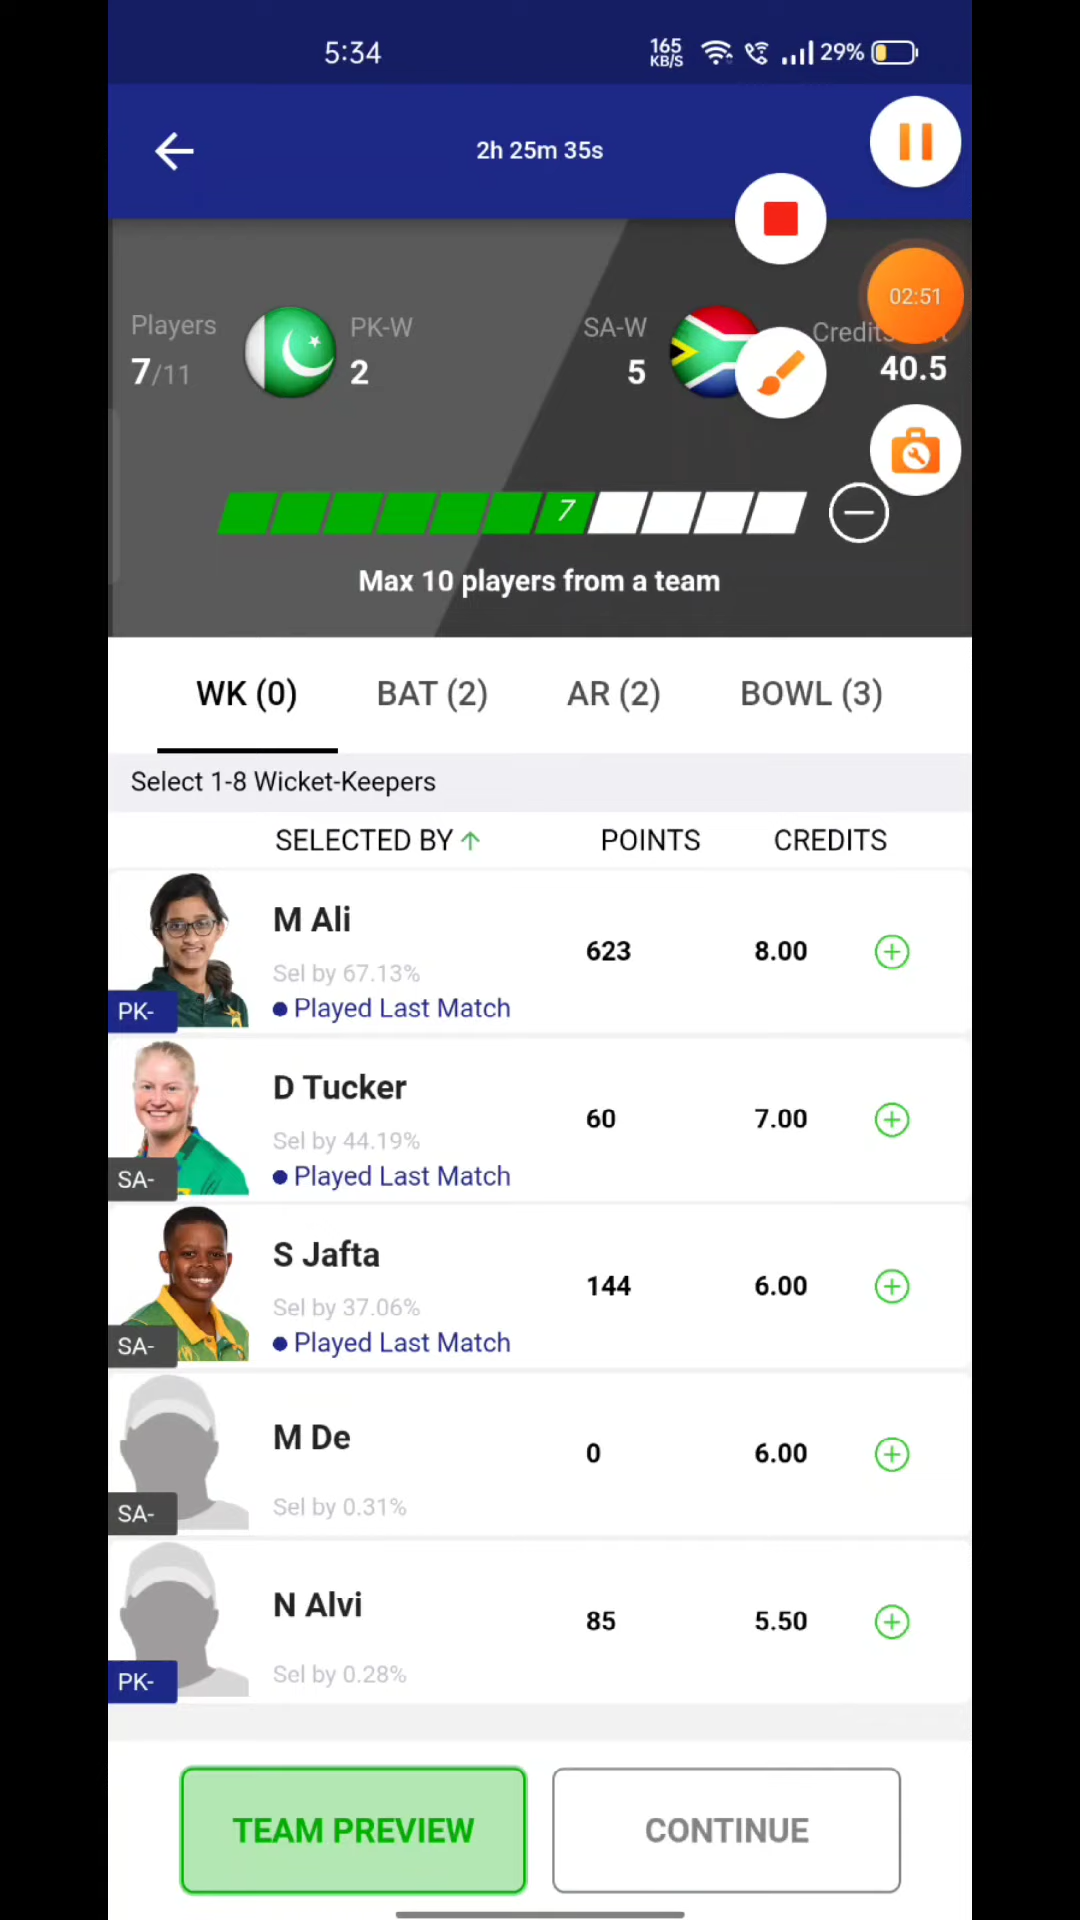 5:34
165
KB/S
29%
2h 25m 35s
02:51
Players
7/11
PK-W
2
SA-W
5
40.5
7
Max 10 players from a team
WK (0)
BAT (2)
AR (2)
BOWL (3)
Select 1-8 Wicket-Keepers
SELECTED BY ↑
POINTS
CREDITS
M Ali
Sel by 67.13%
Played Last Match
PK-
623
8.00
D Tucker
Sel by 44.19%
Played Last Match
SA-
60
7.00
S Jafta
Sel by 37.06%
Played Last Match
SA-
144
6.00
M De
Sel by 0.31%
SA-
0
6.00
N Alvi
Sel by 0.28%
PK-
85
5.50
TEAM PREVIEW
CONTINUE